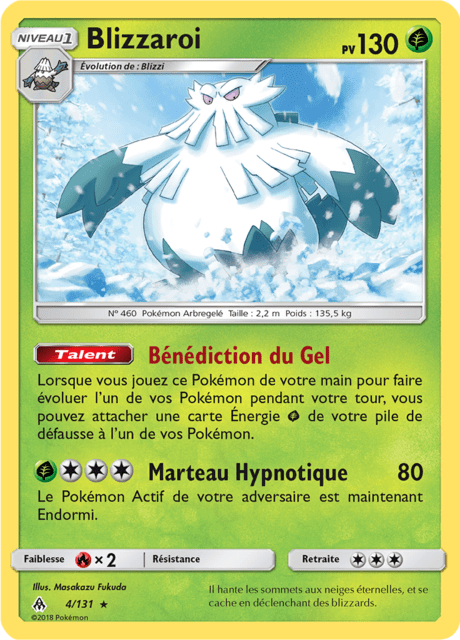 NIVEAU 1
Blizzaroi
PV 130
Évolution de : Blizzi
Nº 460 Pokémon Arbregelé Taille : 2,2 m Poids : 135,5 kg
Talent Bénédiction du Gel
Lorsque vous jouez ce Pokémon de votre main pour faire
évoluer l'un de vos Pokémon pendant votre tour, vous
pouvez attacher une carte Énergie de votre pile de
défausse à l'un de vos Pokémon.
Marteau Hypnotique 80
Le Pokémon Actif de votre adversaire est maintenant
Endormi.
Faiblesse × 2 Résistance Retraite
Illus. Masakazu Fukuda
4/131 ★
©2018 Pokémon
Il hante les sommets aux neiges éternelles, et se
cache en déclenchant des blizzards.